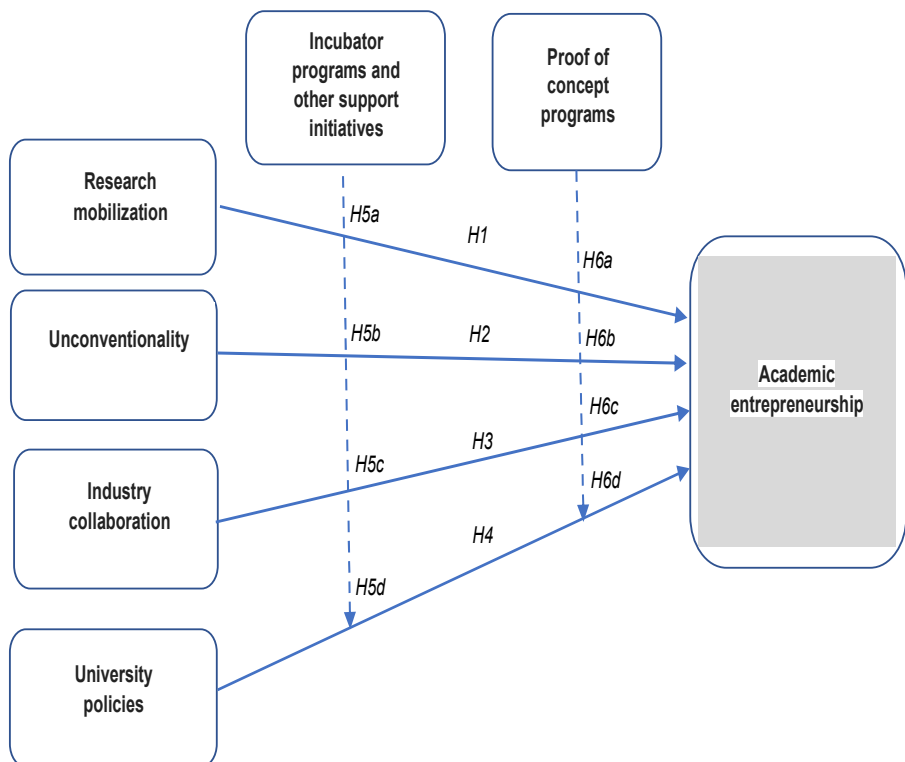 Incubator
programs and
other support
initiatives
Proof of
concept
programs
Research
mobilization
H5a
H1
H6a
Unconventionality
H5b
H2
H6b
Academic
entrepreneurship
H6c
H3
Industry
collaboration
H5c
H6d
H4
H5d
University
policies